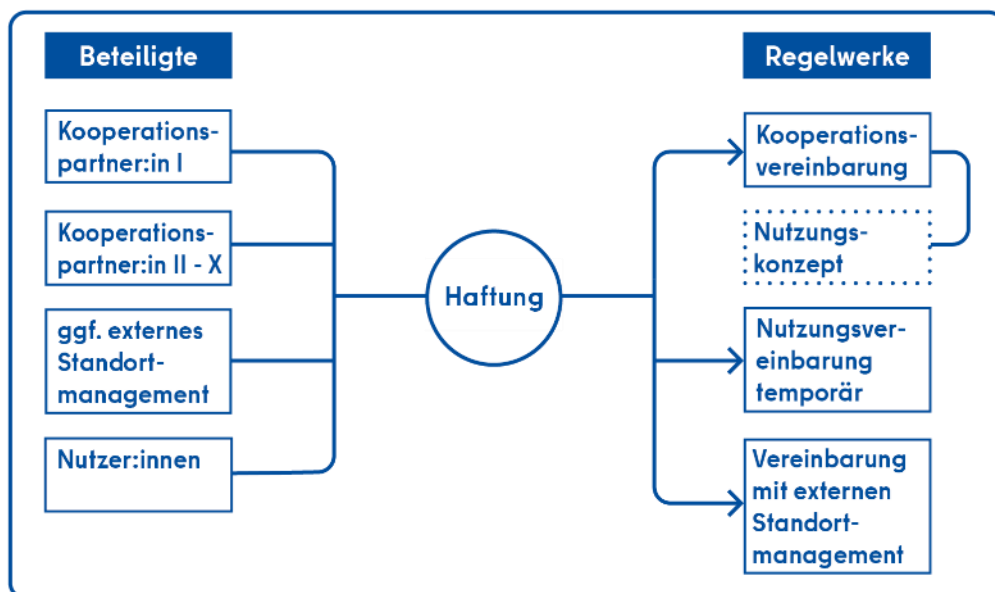 Beteiligte
Kooperations-
partner:in I
Kooperations-
partner:in II - X
ggf. externes
Standort-
management
Nutzer:innen
Haftung
Regelwerke
Kooperations-
vereinbarung
Nutzungs-
konzept
Nutzungsver-
einbarung
temporär
Vereinbarung
mit externen
Standort-
management